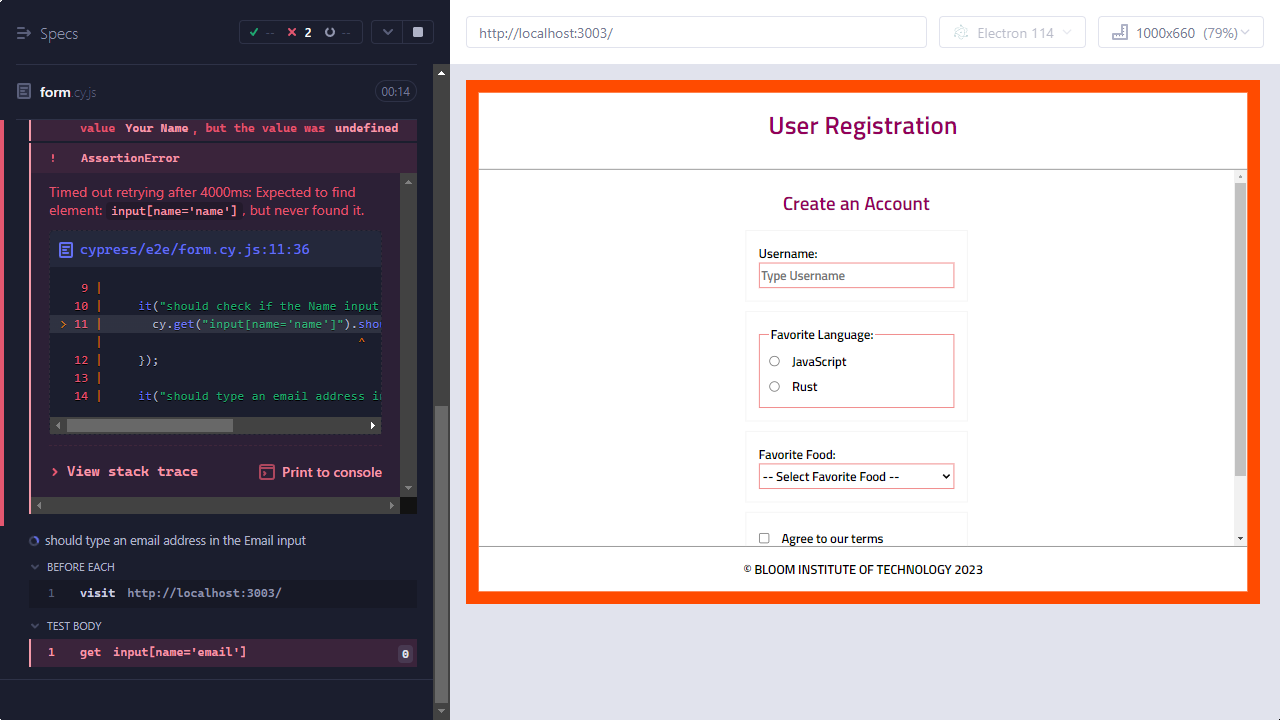 Specs
-- 2 --
form.cy.js
00:14
value Your Name, but the value was undefined
! AssertionError
Timed out retrying after 4000ms: Expected to find
element: input[name='name'], but never found it.
cypress/e2e/form.cy.js:11:36
9 |
10 | it("should check if the Name input
> 11 | cy.get("input[name='name']").shou
| ^
12 | });
13 |
14 | it("should type an email address in
> View stack trace
Print to console
should type an email address in the Email input
BEFORE EACH
1 visit http://localhost:3003/
TEST BODY
1 get input[name='email'] 0
http://localhost:3003/
Electron 114
1000x660 (79%)
User Registration
Create an Account
Username:
Type Username
Favorite Language:
JavaScript
Rust
Favorite Food:
-- Select Favorite Food --
Agree to our terms
© BLOOM INSTITUTE OF TECHNOLOGY 2023